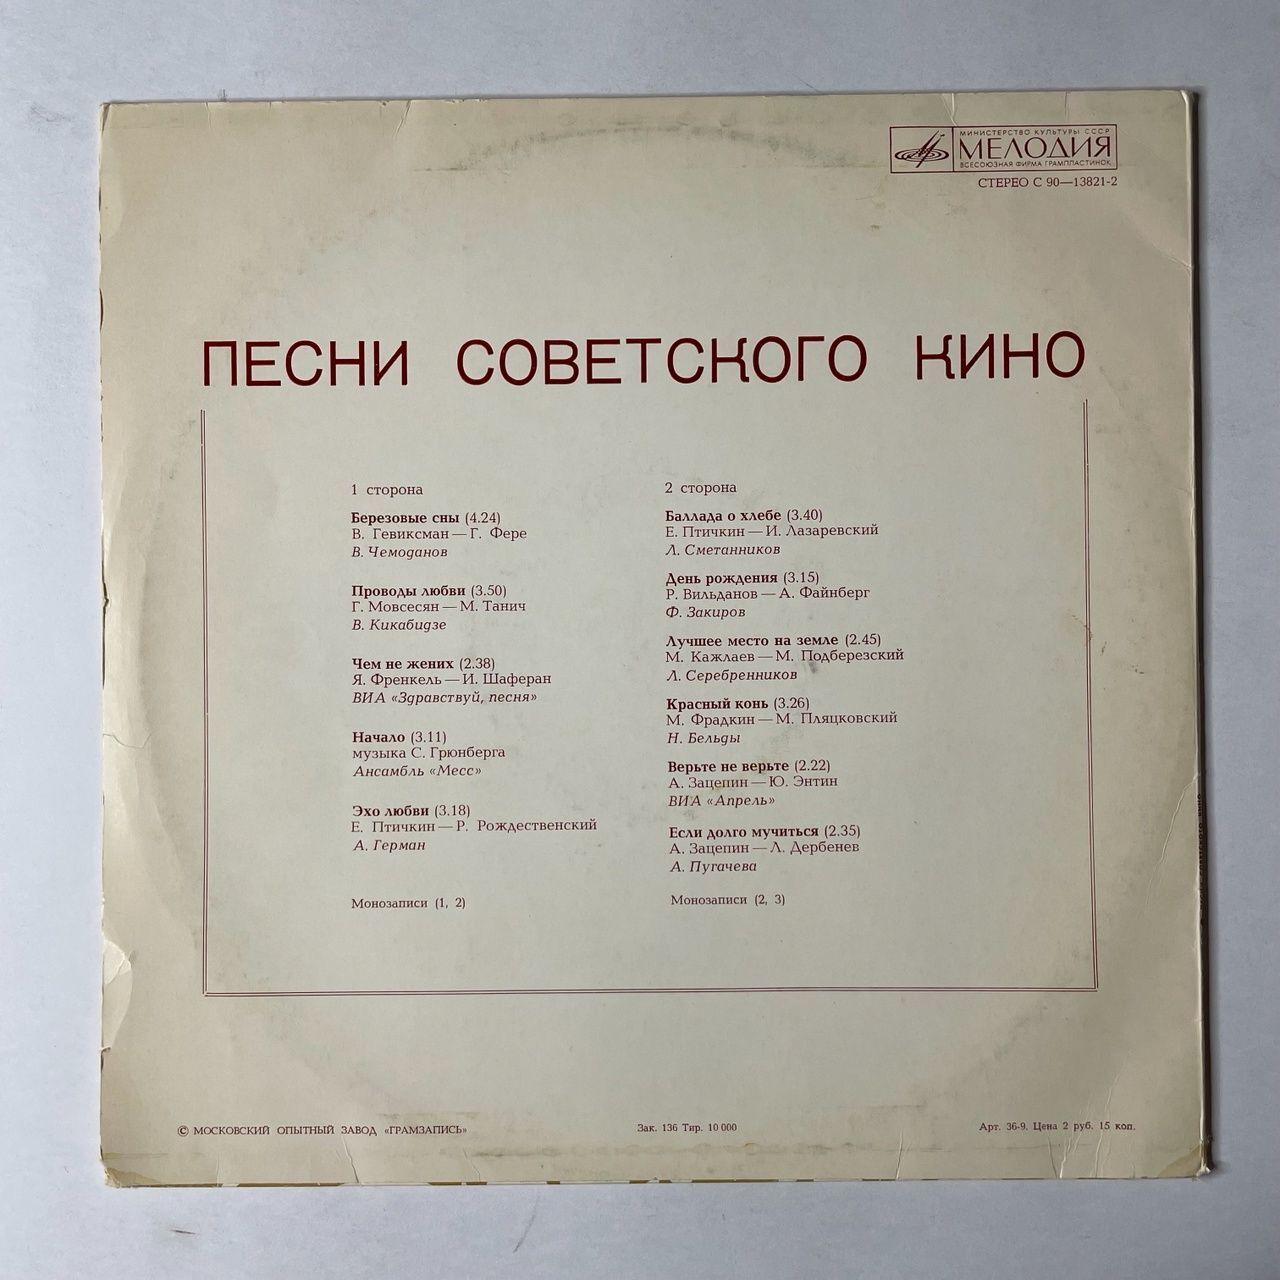 МИНИСТЕРСТВО КУЛЬТУРЫ СССР
МЕЛОДИЯ
ВСЕСОЮЗНАЯ ФИРМА ГРАМПЛАСТИНОК
СТЕРЕО С 90—13821-2
ПЕСНИ СОВЕТСКОГО КИНО
1 сторона
Березовые сны (4.24)
В. Гевиксман — Г. Фере
В. Чемоданов
Проводы любви (3.50)
Г. Мовсесян — М. Танич
В. Кикабидзе
Чем не жених (2.38)
Я. Френкель — И. Шаферан
ВИА «Здравствуй, песня»
Начало (3.11)
музыка С. Грюнберга
Ансамбль «Месс»
Эхо любви (3.18)
Е. Птичкин — Р. Рождественский
А. Герман
Монозаписи (1, 2)
2 сторона
Баллада о хлебе (3.40)
Е. Птичкин — И. Лазаревский
Л. Сметанников
День рождения (3.15)
Р. Вильданов — А. Файнберг
Ф. Закиров
Лучшее место на земле (2.45)
М. Кажлаев — М. Подберезский
Л. Серебренников
Красный конь (3.26)
М. Фрадкин — М. Пляцковский
Н. Бельды
Верьте не верьте (2.22)
А. Зацепин — Ю. Энтин
ВИА «Апрель»
Если долго мучиться (2.35)
А. Зацепин — Л. Дербенев
А. Пугачева
Монозаписи (2, 3)
© МОСКОВСКИЙ ОПЫТНЫЙ ЗАВОД «ГРАМЗАПИСЬ»
Зак. 136 Тир. 10 000
Арт. 36-9. Цена 2 руб. 15 коп.